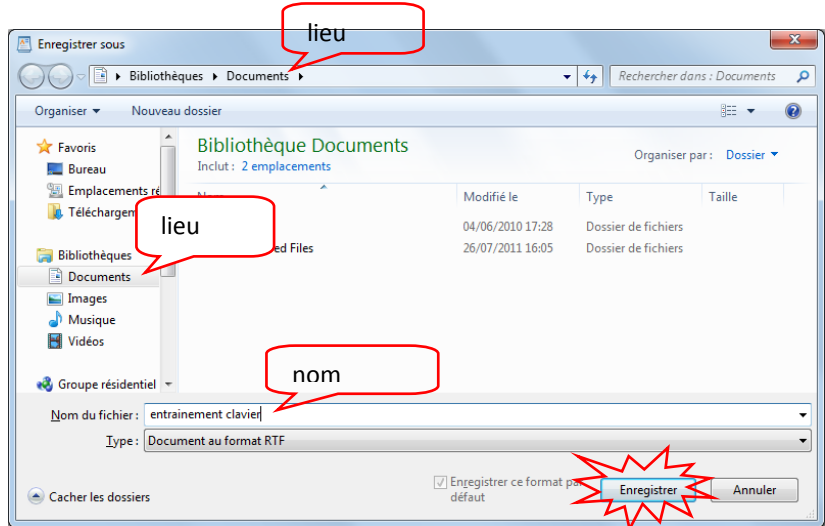 lieu
Enregistrer sous
Bibliothèques Documents
Rechercher dans : Documents
Organiser Nouveau dossier
Favoris
Bureau
Emplacements ré
Téléchargem
Bibliothèque Documents
Inclut : 2 emplacements
Organiser par : Dossier
Modifié le Type Taille
04/06/2010 17:28 Dossier de fichiers
ed Files 26/07/2011 16:05 Dossier de fichiers
lieu
Bibliothèques
Documents
Images
Musique
Vidéos
Groupe résidentiel
nom
Nom du fichier : entrainement clavier
Type : Document au format RTF
Enregistrer ce format pa
défaut
Cacher les dossiers
Enregistrer Annuler